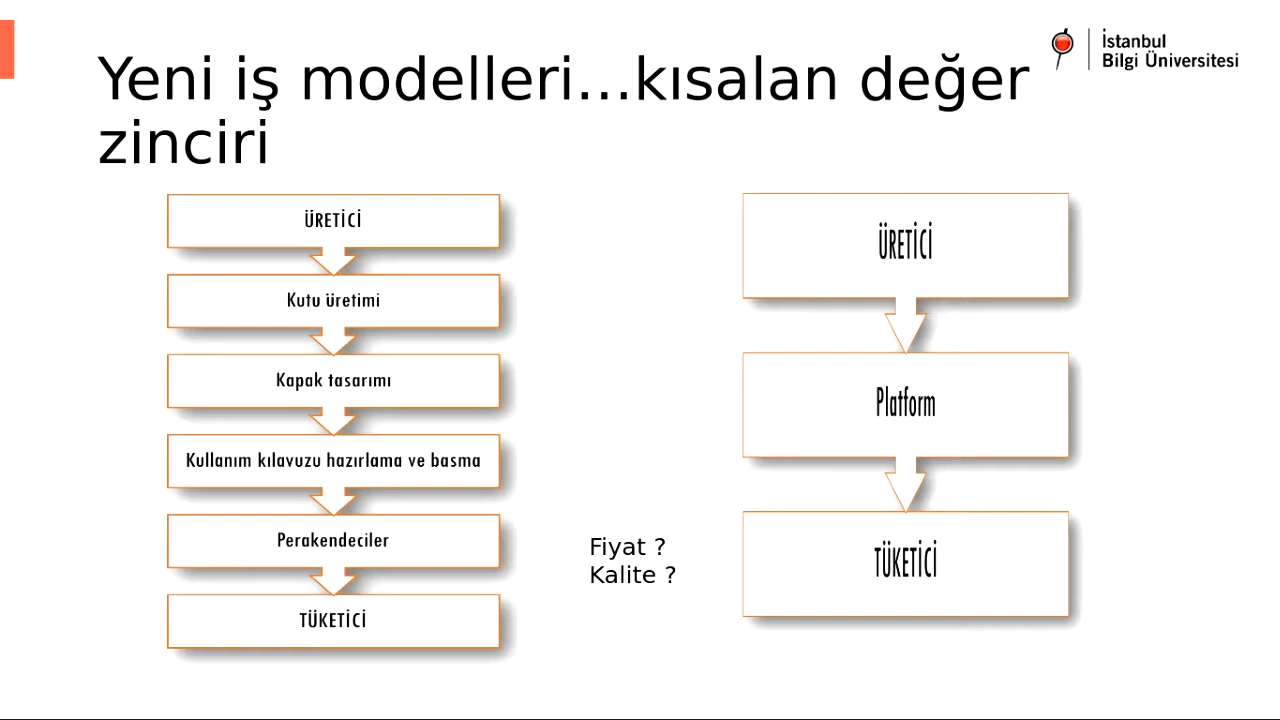 İstanbul
Bilgi Üniversitesi
Yeni iş modelleri...kısalan değer
zinciri
ÜRETİCİ
Kutu üretimi
Kapak tasarımı
Kullanım kılavuzu hazırlama ve basma
Perakendeciler
TÜKETİCİ
Fiyat ?
Kalite ?
ÜRETİCİ
Platform
TÜKETİCİ